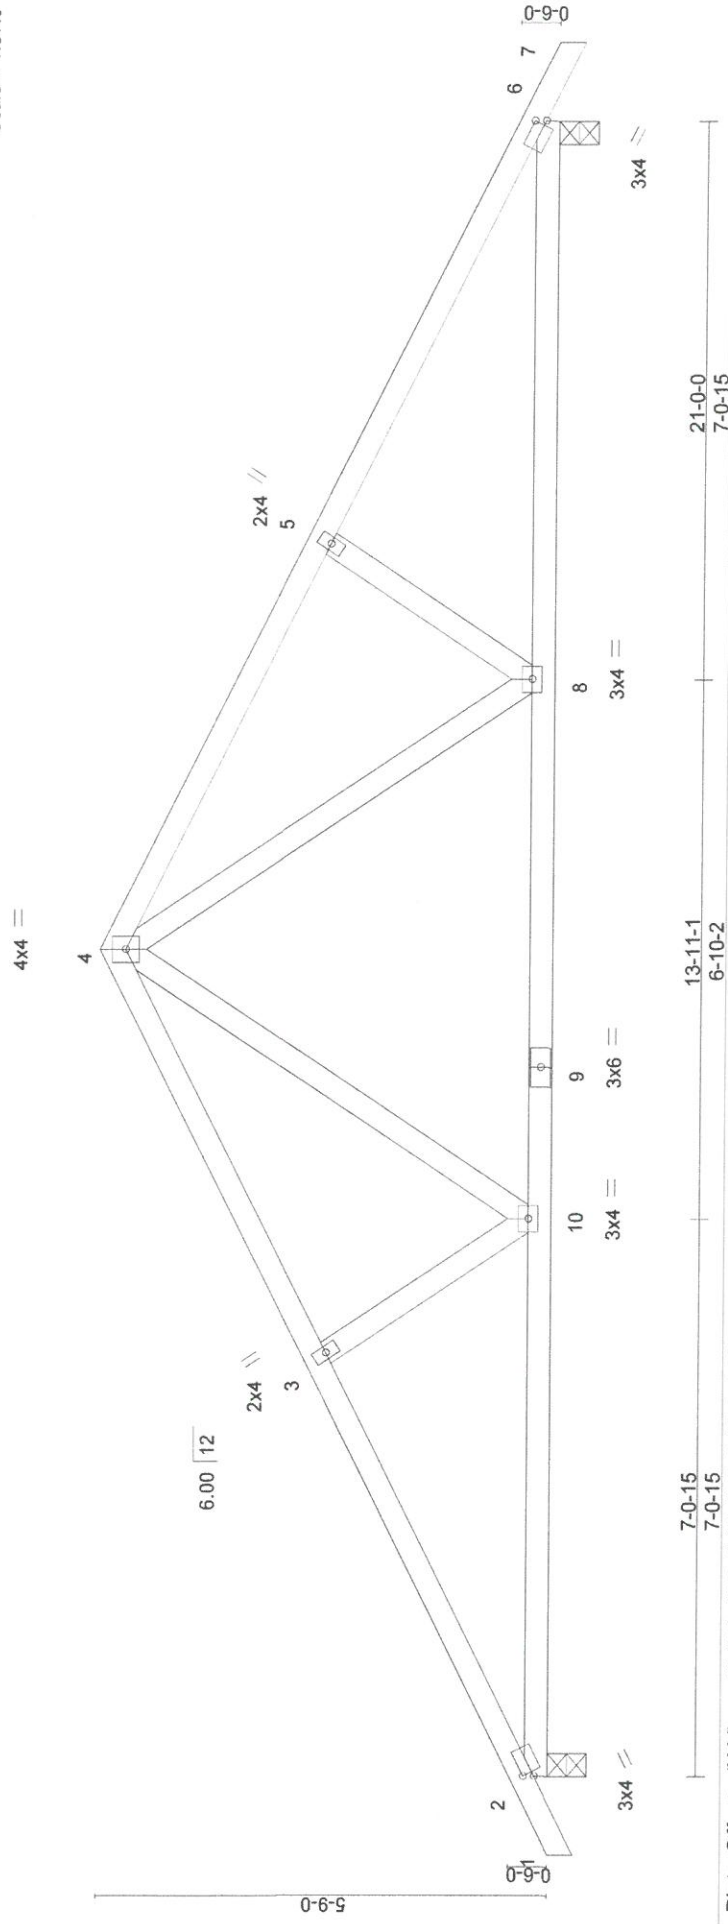 4x4 =
4
6.00 12
2x4 //
3
2x4 \\
5
2
1
6
7
5-9-0
0-6-0
0-6-0
3x4 //
10
3x4 =
9
3x6 =
8
3x4 =
3x4 \\
7-0-15
13-11-1
21-0-0
7-0-15
6-10-2
7-0-15